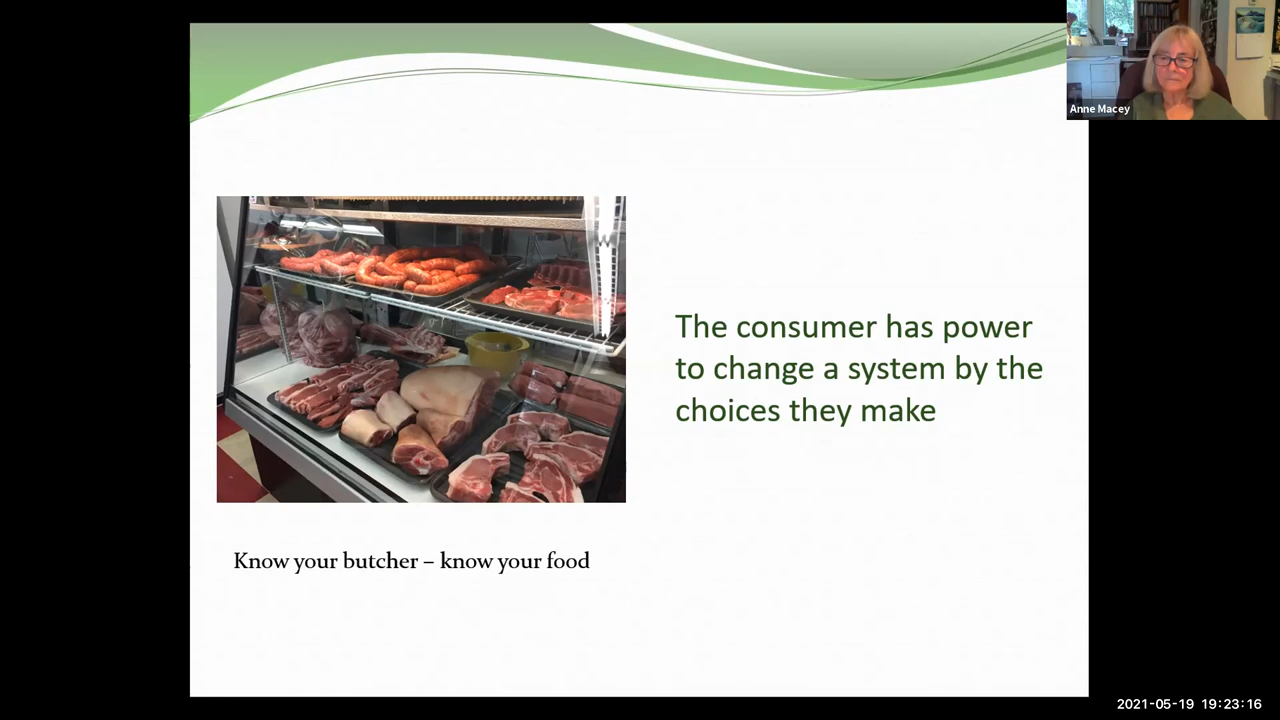 Anne Macey
The consumer has power
to change a system by the
choices they make
Know your butcher – know your food
2021-05-19 19:23:16